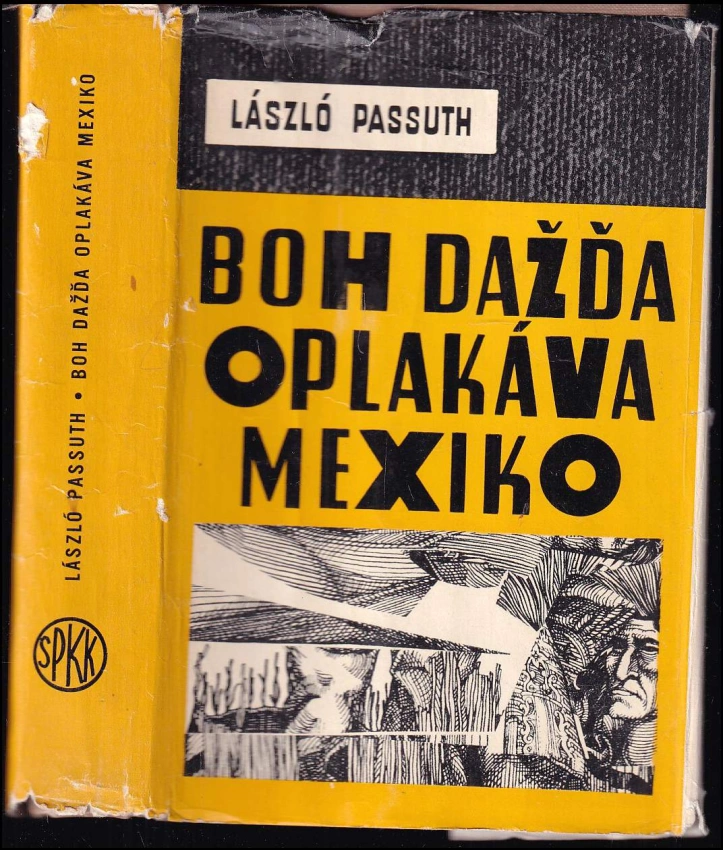 LÁSZLÓ PASSUTH • BOH DAŽĎA OPLAKÁVA MEXIKO
SPKK
LÁSZLÓ PASSUTH
BOH DAŽĎA
OPLAKÁVA
MEXIKO